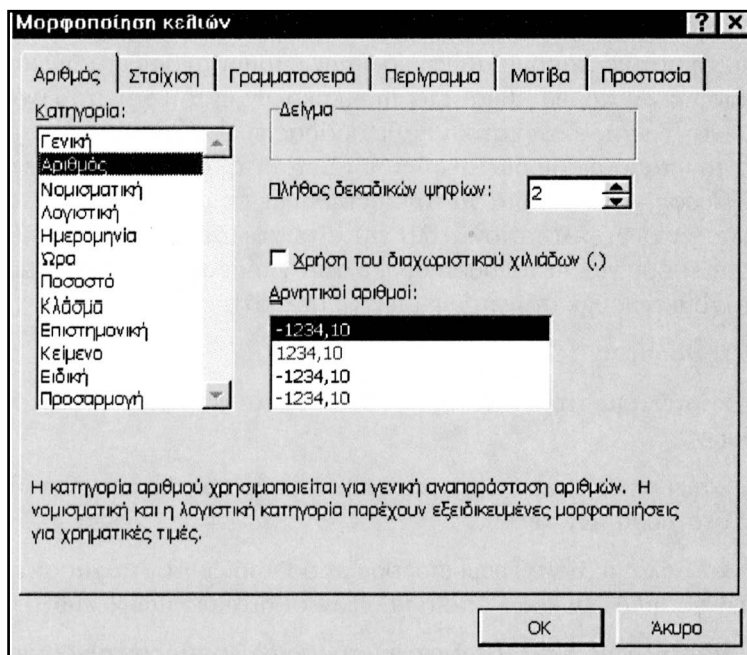 Μορφοποίηση κελιών
Αριθμός Στοίχιση Γραμματοσειρά Περίγραμμα Μοτίβα Προστασία
Κατηγορία:
Γενική
Αριθμός
Νομισματική
Λογιστική
Ημερομηνία
Ώρα
Ποσοστό
Κλάσμα
Επιστημονική
Κείμενο
Ειδική
Προσαρμογή
Δείγμα
Πλήθος δεκαδικών ψηφίων: 2
Χρήση του διαχωριστικού χιλιάδων (.)
Αρνητικοί αριθμοί:
-1234,10
1234,10
-1234,10
-1234,10
Η κατηγορία αριθμού χρησιμοποιείται για γενική αναπαράσταση αριθμών. Η
νομισματική και η λογιστική κατηγορία παρέχουν εξειδικευμένες μορφοποιήσεις
για χρηματικές τιμές.
OK Άκυρο